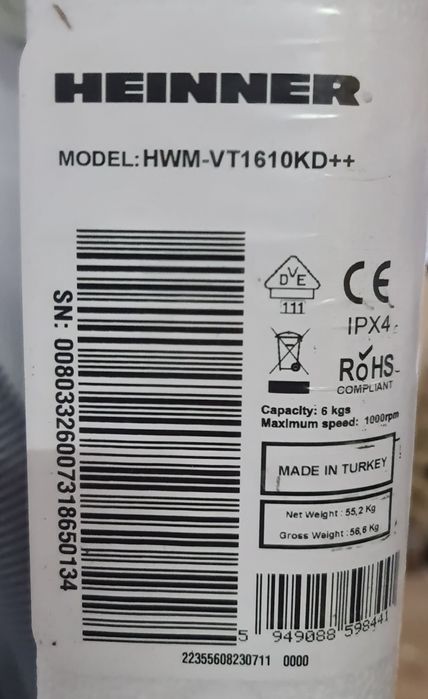 HEINNER
MODEL: HWM-VT1610KD++
SN: 00803326007318650134
DVE
111
CE
IPX4
RoHS
COMPLIANT
Capacity: 6 kgs
Maximum speed: 1000rpm
MADE IN TURKEY
Net Weight : 55,2 Kg
Gross Weight : 56,6 Kg
5 949088 598441
22355608230711 0000